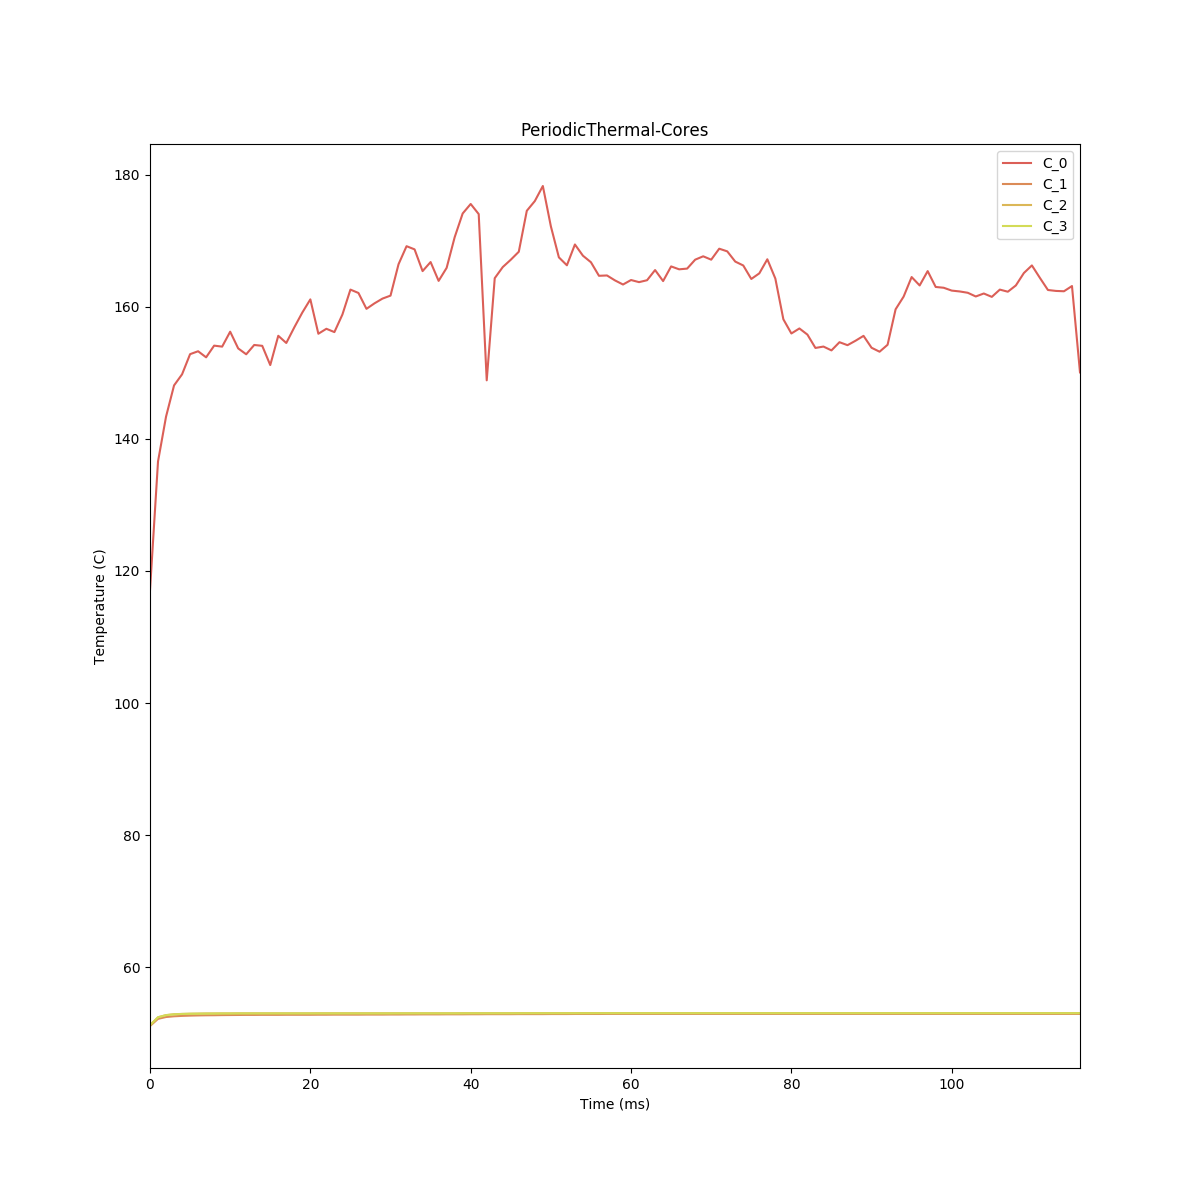 PeriodicThermal-Cores
C_0
C_1
C_2
C_3
180
160
140
120
100
80
60
Temperature (C)
0 20 40 60 80 100
Time (ms)